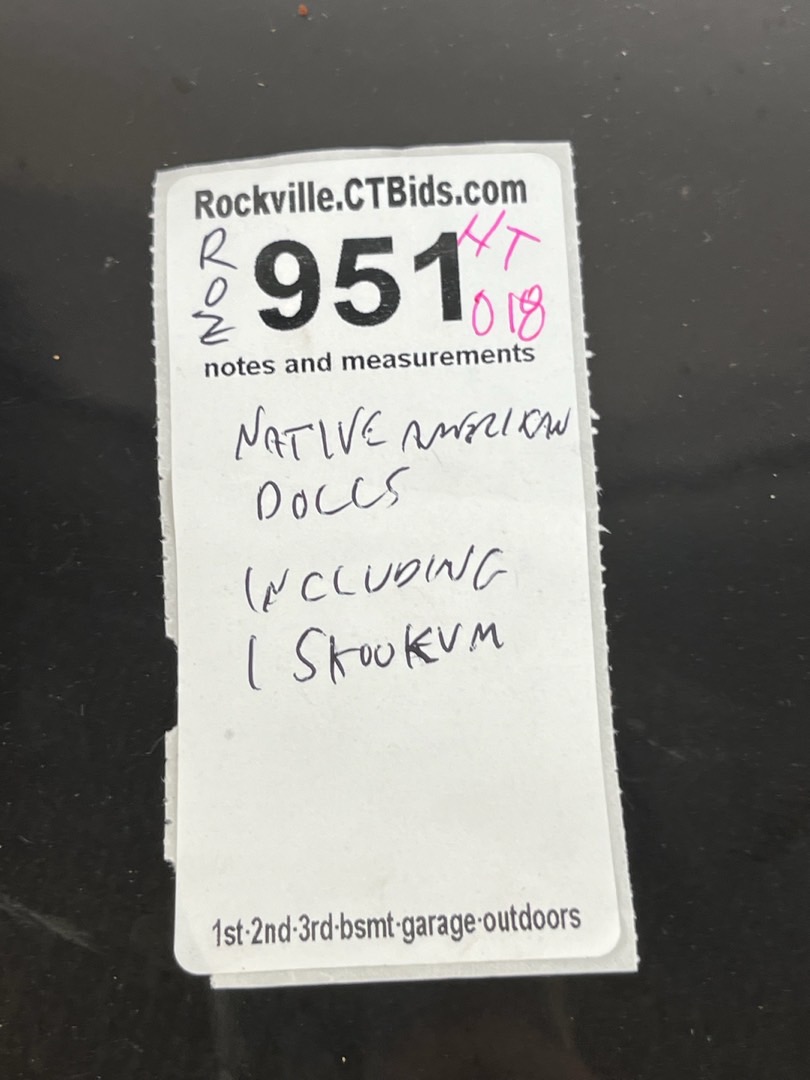 Rockville.CTBids.com
ROZ
951
HT
018
notes and measurements
NATIVE AMERICAN
DOLLS
INCLUDING
1 SKOOKUM
1st·2nd·3rd·bsmt·garage·outdoors